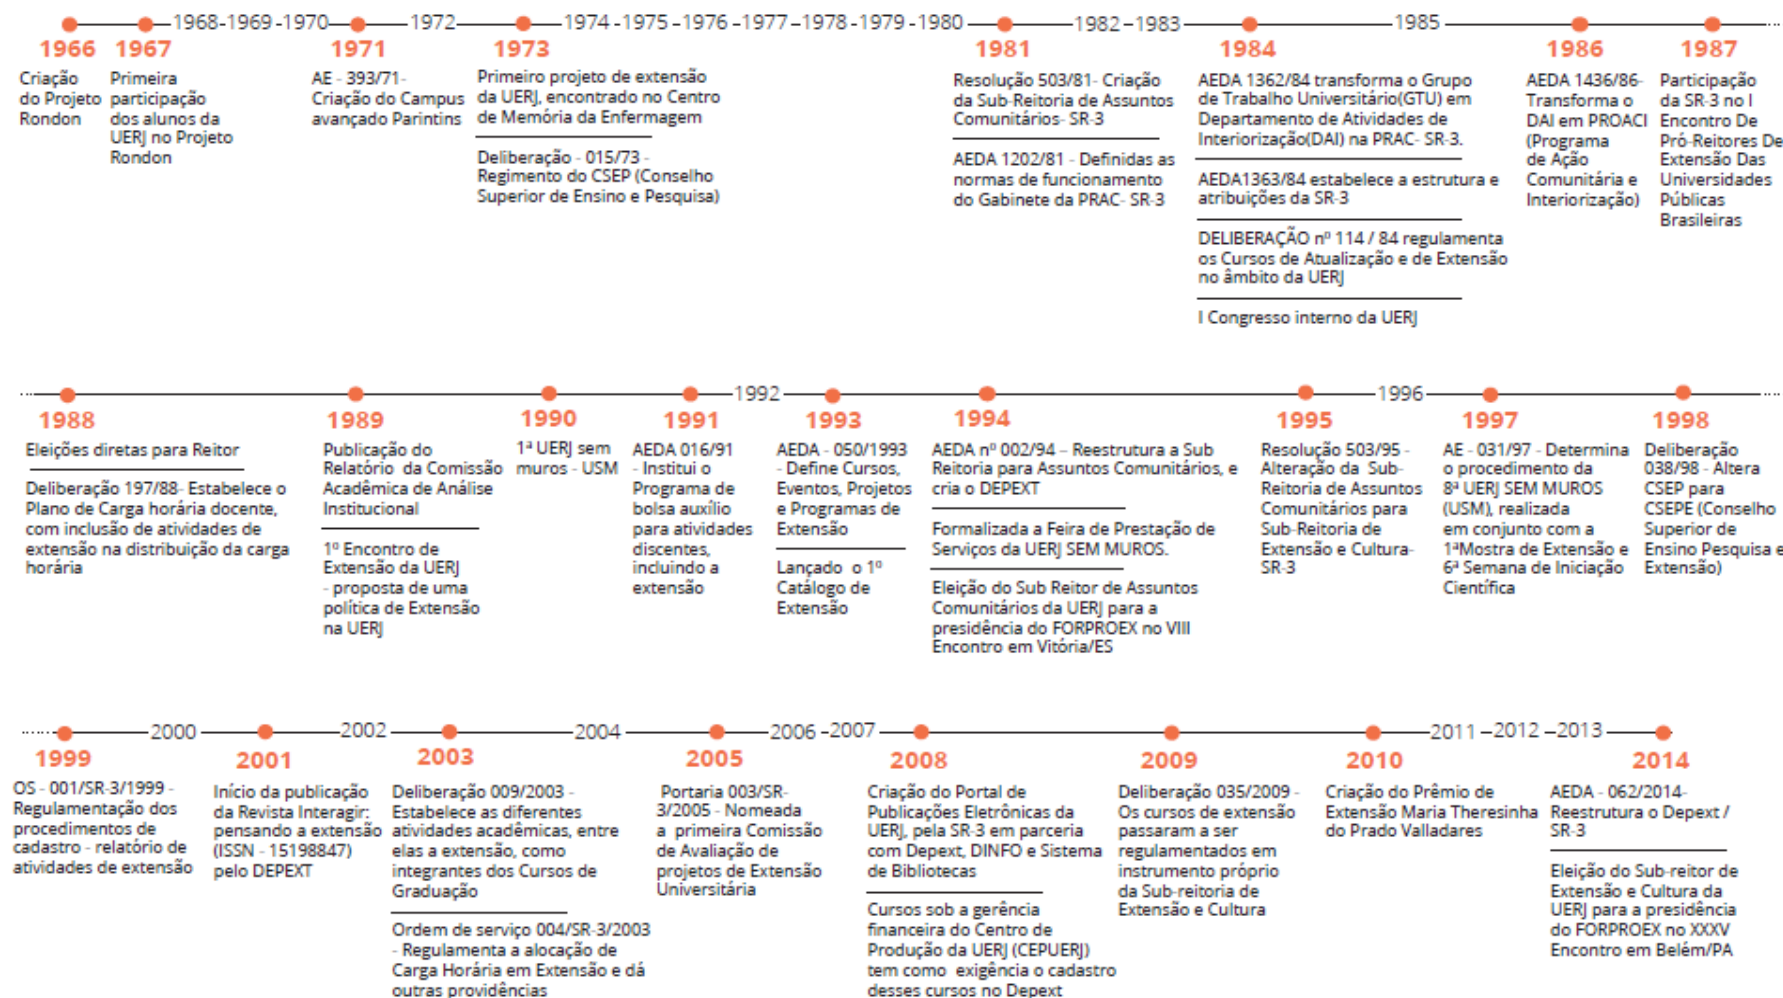 1968-1969 -1970 1972 1974 -1975 -1976 -1977 -1978 -1979 -1980 1982 -1983 1985
1966
Criação
do Projeto
Rondon
1967
Primeira
participação
dos alunos da
UERJ no Projeto
Rondon
1971
AE - 393/71-
Criação do Campus
avançado Parintins
1973
Primeiro projeto de extensão
da UERJ, encontrado no Centro
de Memória da Enfermagem
Deliberação - 015/73 -
Regimento do CSEP (Conselho
Superior de Ensino e Pesquisa)
1981
Resolução 503/81- Criação
da Sub-Reitoria de Assuntos
Comunitários- SR-3
AEDA 1202/81 - Definidas as
normas de funcionamento
do Gabinete da PRAC- SR-3
1984
AEDA 1362/84 transforma o Grupo
de Trabalho Universitário(GTU) em
Departamento de Atividades de
Interiorização(DAI) na PRAC- SR-3.
AEDA1363/84 estabelece a estrutura e
atribuições da SR-3
DELIBERAÇÃO nº 114 / 84 regulamenta
os Cursos de Atualização e de Extensão
no âmbito da UERJ
I Congresso interno da UERJ
1986
AEDA 1436/86-
Transforma o
DAI em PROACI
(Programa
de Ação
Comunitária e
Interiorização)
1987
Participação
da SR-3 no I
Encontro De
Pró-Reitores De
Extensão Das
Universidades
Públicas
Brasileiras
1992 1996
1988
Eleições diretas para Reitor
Deliberação 197/88- Estabelece o
Plano de Carga horária docente,
com inclusão de atividades de
extensão na distribuição da carga
horária
1989
Publicação do
Relatório da Comissão
Acadêmica de Análise
Institucional
1º Encontro de
Extensão da UERJ
- proposta de uma
política de Extensão
na UERJ
1990
1ª UERJ sem
muros - USM
1991
AEDA 016/91
- Institui o
Programa de
bolsa auxílio
para atividades
discentes,
incluindo a
extensão
1993
AEDA - 050/1993
- Define Cursos,
Eventos, Projetos
e Programas de
Extensão
Lançado o 1º
Catálogo de
Extensão
1994
AEDA nº 002/94 – Reestrutura a Sub
Reitoria para Assuntos Comunitários, e
cria o DEPEXT
Formalizada a Feira de Prestação de
Serviços da UERJ SEM MUROS.
Eleição do Sub Reitor de Assuntos
Comunitários da UERJ para a
presidência do FORPROEX no VIII
Encontro em Vitória/ES
1995
Resolução 503/95 -
Alteração da Sub-
Reitoria de Assuntos
Comunitários para
Sub-Reitoria de
Extensão e Cultura-
SR-3
1997
AE - 031/97 - Determina
o procedimento da
8ª UERJ SEM MUROS
(USM), realizada
em conjunto com a
1ªMostra de Extensão e
6ª Semana de Iniciação
Científica
1998
Deliberação
038/98 - Altera
CSEP para
CSEPE (Conselho
Superior de
Ensino Pesquisa e
Extensão)
2000 2002 2004 2006 -2007 2011 -2012 -2013
1999
OS - 001/SR-3/1999 -
Regulamentação dos
procedimentos de
cadastro - relatório de
atividades de extensão
2001
Início da publicação
da Revista Interagir:
pensando a extensão
(ISSN - 15198847)
pelo DEPEXT
2003
Deliberação 009/2003 -
Estabelece as diferentes
atividades acadêmicas, entre
elas a extensão, como
integrantes dos Cursos de
Graduação
Ordem de serviço 004/SR-3/2003
- Regulamenta a alocação de
Carga Horária em Extensão e dá
outras providências
2005
Portaria 003/SR-
3/2005 - Nomeada
a primeira Comissão
de Avaliação de
projetos de Extensão
Universitária
2008
Criação do Portal de
Publicações Eletrônicas da
UERJ, pela SR-3 em parceria
com Depext, DINFO e Sistema
de Bibliotecas
Cursos sob a gerência
financeira do Centro de
Produção da UERJ (CEPUERJ)
tem como exigência o cadastro
desses cursos no Depext
2009
Deliberação 035/2009 -
Os cursos de extensão
passaram a ser
regulamentados em
instrumento próprio
da Sub-reitoria de
Extensão e Cultura
2010
Criação do Prêmio de
Extensão Maria Theresinha
do Prado Valladares
2014
AEDA - 062/2014-
Reestrutura o Depext /
SR-3
Eleição do Sub-reitor de
Extensão e Cultura da
UERJ para a presidência
do FORPROEX no XXXV
Encontro em Belém/PA